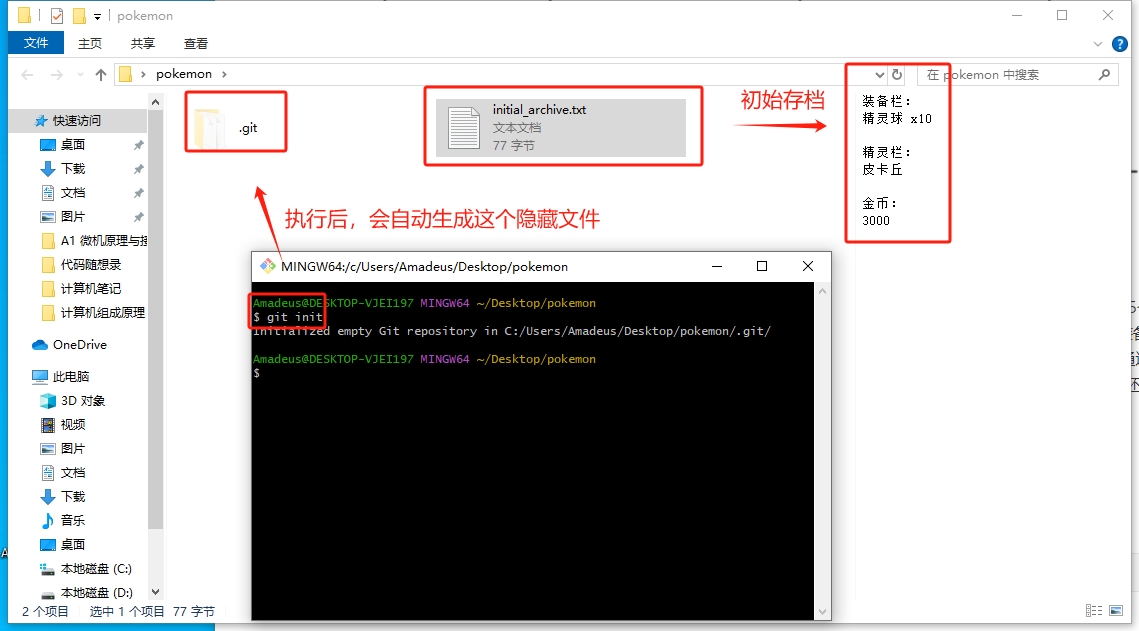 pokemon
文件 主页 共享 查看
pokemon
在 pokemon 中搜索
快速访问
桌面
下载
文档
图片
A1 微机原理与接
代码随想录
计算机笔记
计算机组成原理
OneDrive
此电脑
3D 对象
视频
图片
文档
下载
音乐
桌面
本地磁盘 (C:)
本地磁盘 (D:)
.git
initial_archive.txt
文本文档
77 字节
初始存档
装备栏：
精灵球 x10
精灵栏：
皮卡丘
金币：
3000
执行后，会自动生成这个隐藏文件
MINGW64:/c/Users/Amadeus/Desktop/pokemon
Amadeus@DESKTOP-VJEI197 MINGW64 ~/Desktop/pokemon
$ git init
Initialized empty Git repository in C:/Users/Amadeus/Desktop/pokemon/.git/
Amadeus@DESKTOP-VJEI197 MINGW64 ~/Desktop/pokemon
$
2 个项目 选中 1 个项目 77 字节